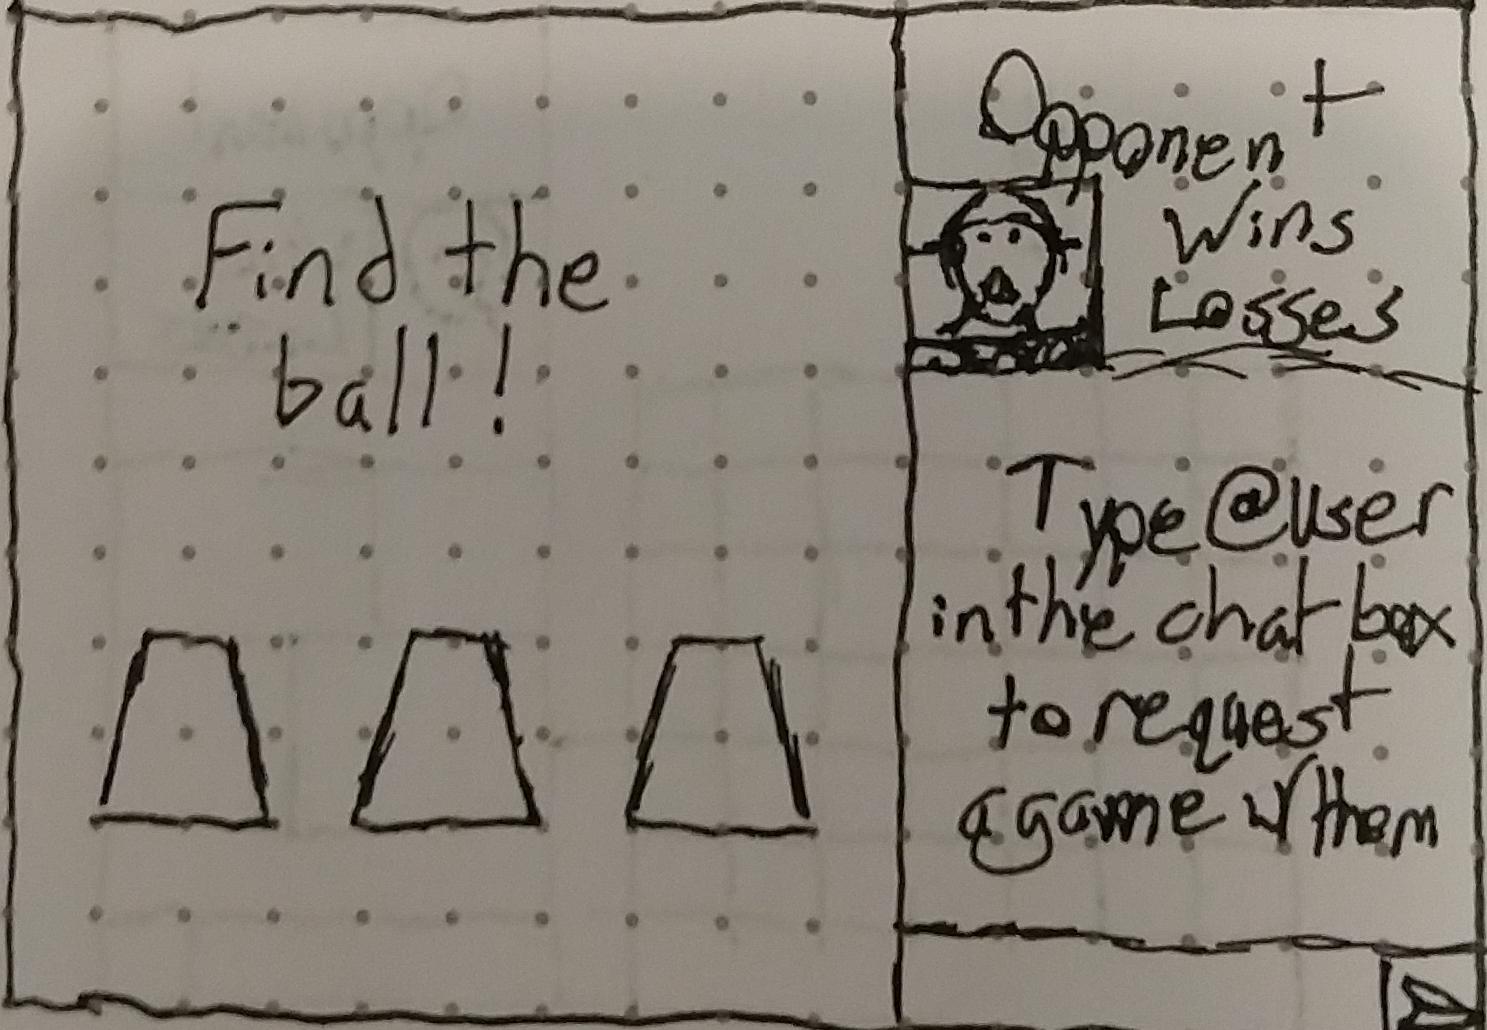 Find the
ball!
Opponent
Wins
Losses
Type @user
in the chat box
to request
a game w/ them